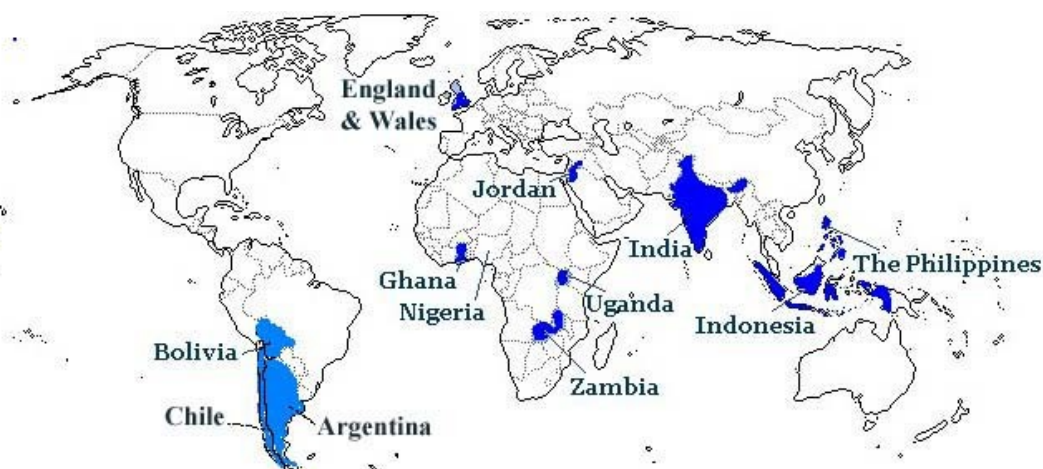 England
& Wales
Jordan
India
The Philippines
Ghana
Nigeria
Uganda
Indonesia
Bolivia
Zambia
Chile
Argentina